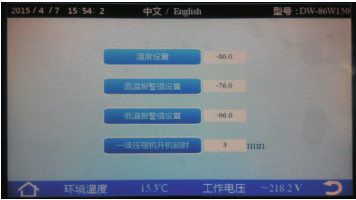 2015 / 4 / 7 15:54: 2 中文 / English 型号 :DW-86W150
温度设置 -86.0
高温报警值设置 -76.0
低温报警值设置 -96.0
一级压缩机开机延时 3 min
环境温度 15.3℃ 工作电压 ~218.2 V